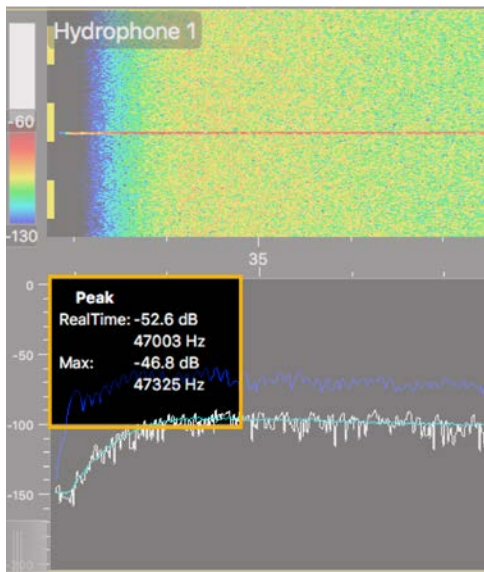 Hydrophone 1
-60
-130
35
0
Peak
RealTime: -52.6 dB
47003 Hz
Max: -46.8 dB
47325 Hz
-50
-100
-150
-200